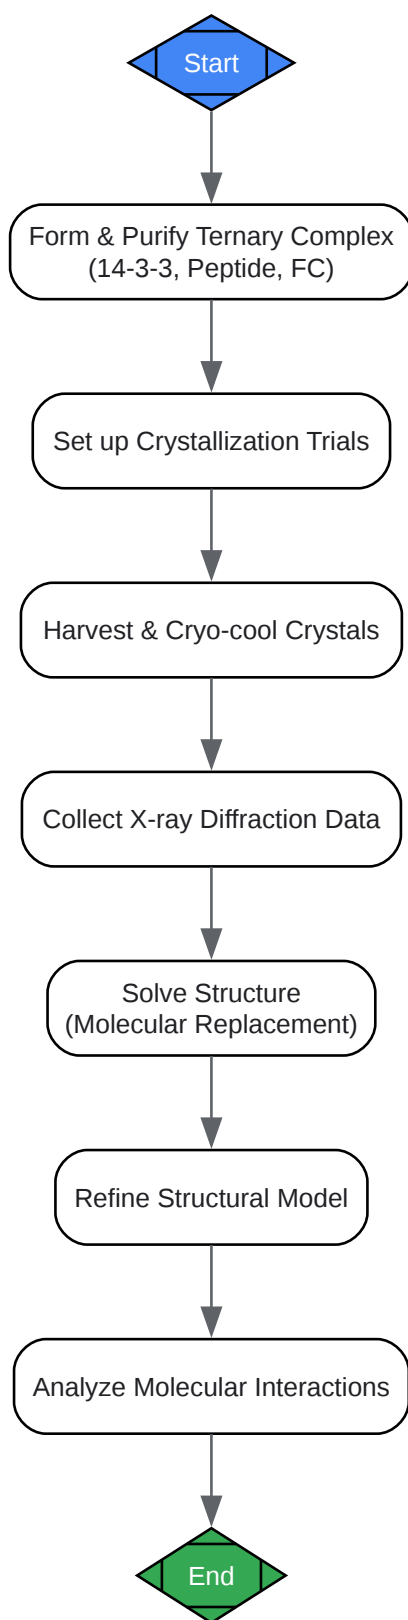 Start
Form & Purify Ternary Complex
(14-3-3, Peptide, FC)
Set up Crystallization Trials
Harvest & Cryo-cool Crystals
Collect X-ray Diffraction Data
Solve Structure
(Molecular Replacement)
Refine Structural Model
Analyze Molecular Interactions
End